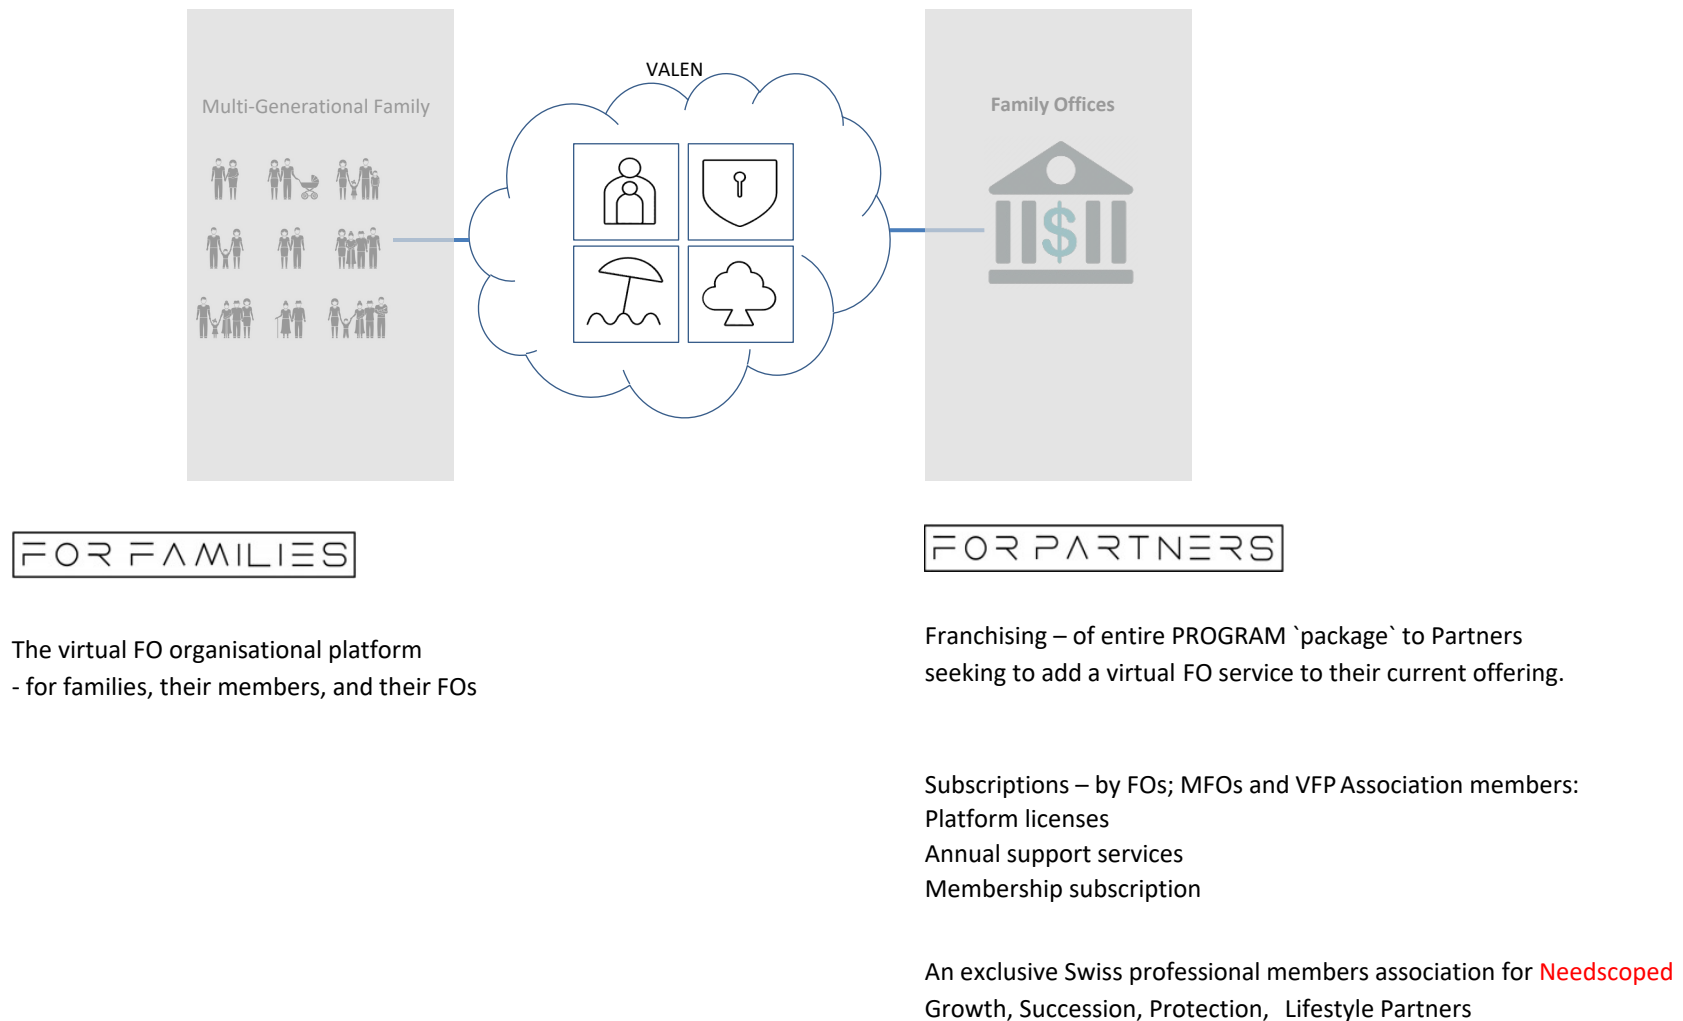 VALEN
Multi-Generational Family
Family Offices
$
FOR FAMILIES
The virtual FO organisational platform
- for families, their members, and their FOs
FOR PARTNERS
Franchising – of entire PROGRAM `package` to Partners
seeking to add a virtual FO service to their current offering.
Subscriptions – by FOs; MFOs and VFP Association members:
Platform licenses
Annual support services
Membership subscription
An exclusive Swiss professional members association for Needscoped
Growth, Succession, Protection, Lifestyle Partners